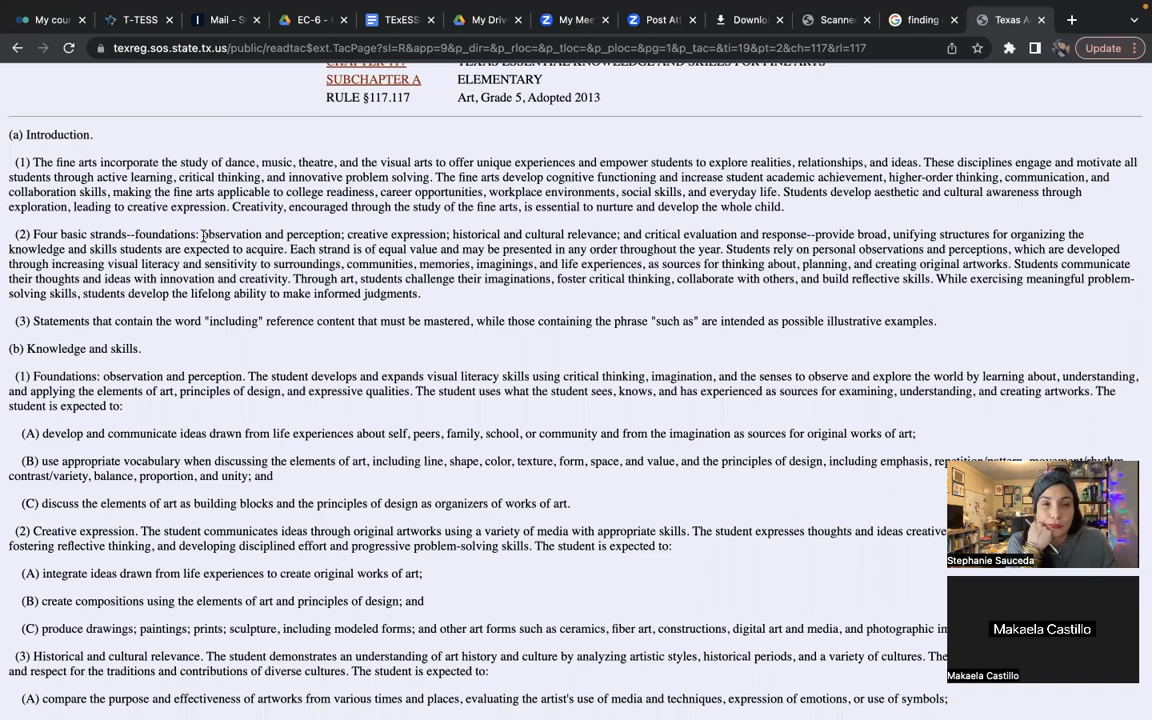 My cour
T-TESS
Mail - S
EC-6 - (
TExESS
My Driv
My Mee
Post Att
Downlo
Scanne
finding
Texas A
texreg.sos.state.tx.us/public/readtac$ext.TacPage?sl=R&app=9&p_dir=&p_rloc=&p_tloc=&p_ploc=&pg=1&p_tac=&ti=19&pt=2&ch=117&rl=117
Update
CHAPTER 117 TEXAS ESSENTIAL KNOWLEDGE AND SKILLS FOR FINE ARTS
SUBCHAPTER A ELEMENTARY
RULE §117.117 Art, Grade 5, Adopted 2013
(a) Introduction.
(1) The fine arts incorporate the study of dance, music, theatre, and the visual arts to offer unique experiences and empower students to explore realities, relationships, and ideas. These disciplines engage and motivate all
students through active learning, critical thinking, and innovative problem solving. The fine arts develop cognitive functioning and increase student academic achievement, higher-order thinking, communication, and
collaboration skills, making the fine arts applicable to college readiness, career opportunities, workplace environments, social skills, and everyday life. Students develop aesthetic and cultural awareness through
exploration, leading to creative expression. Creativity, encouraged through the study of the fine arts, is essential to nurture and develop the whole child.
(2) Four basic strands--foundations: observation and perception; creative expression; historical and cultural relevance; and critical evaluation and response--provide broad, unifying structures for organizing the
knowledge and skills students are expected to acquire. Each strand is of equal value and may be presented in any order throughout the year. Students rely on personal observations and perceptions, which are developed
through increasing visual literacy and sensitivity to surroundings, communities, memories, imaginings, and life experiences, as sources for thinking about, planning, and creating original artworks. Students communicate
their thoughts and ideas with innovation and creativity. Through art, students challenge their imaginations, foster critical thinking, collaborate with others, and build reflective skills. While exercising meaningful problem-
solving skills, students develop the lifelong ability to make informed judgments.
(3) Statements that contain the word "including" reference content that must be mastered, while those containing the phrase "such as" are intended as possible illustrative examples.
(b) Knowledge and skills.
(1) Foundations: observation and perception. The student develops and expands visual literacy skills using critical thinking, imagination, and the senses to observe and explore the world by learning about, understanding,
and applying the elements of art, principles of design, and expressive qualities. The student uses what the student sees, knows, and has experienced as sources for examining, understanding, and creating artworks. The
student is expected to:
(A) develop and communicate ideas drawn from life experiences about self, peers, family, school, or community and from the imagination as sources for original works of art;
(B) use appropriate vocabulary when discussing the elements of art, including line, shape, color, texture, form, space, and value, and the principles of design, including emphasis, repetition/pattern, movement/rhythm,
contrast/variety, balance, proportion, and unity; and
(C) discuss the elements of art as building blocks and the principles of design as organizers of works of art.
(2) Creative expression. The student communicates ideas through original artworks using a variety of media with appropriate skills. The student expresses thoughts and ideas creative
fostering reflective thinking, and developing disciplined effort and progressive problem-solving skills. The student is expected to:
(A) integrate ideas drawn from life experiences to create original works of art;
(B) create compositions using the elements of art and principles of design; and
(C) produce drawings; paintings; prints; sculpture, including modeled forms; and other art forms such as ceramics, fiber art, constructions, digital art and media, and photographic im
(3) Historical and cultural relevance. The student demonstrates an understanding of art history and culture by analyzing artistic styles, historical periods, and a variety of cultures. The
and respect for the traditions and contributions of diverse cultures. The student is expected to:
(A) compare the purpose and effectiveness of artworks from various times and places, evaluating the artist's use of media and techniques, expression of emotions, or use of symbols;
Stephanie Sauceda
Makaela Castillo
Makaela Castillo